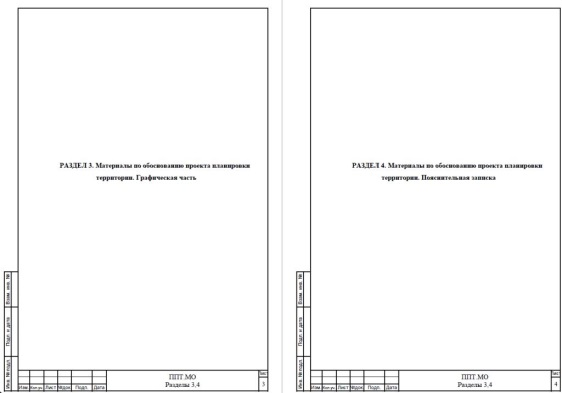 РАЗДЕЛ 3. Материалы по обоснованию проекта планировки
территории. Графическая часть
Взам. инв. №
Подп. и дата
Инв. № подл.
Изм. Кол.уч. Лист №док. Подп. Дата
ППТ.МО
Разделы 3,4
Лист
3
РАЗДЕЛ 4. Материалы по обоснованию проекта планировки
территории. Пояснительная записка
Взам. инв. №
Подп. и дата
Инв. № подл.
Изм. Кол.уч. Лист №док. Подп. Дата
ППТ.МО
Разделы 3,4
Лист
4